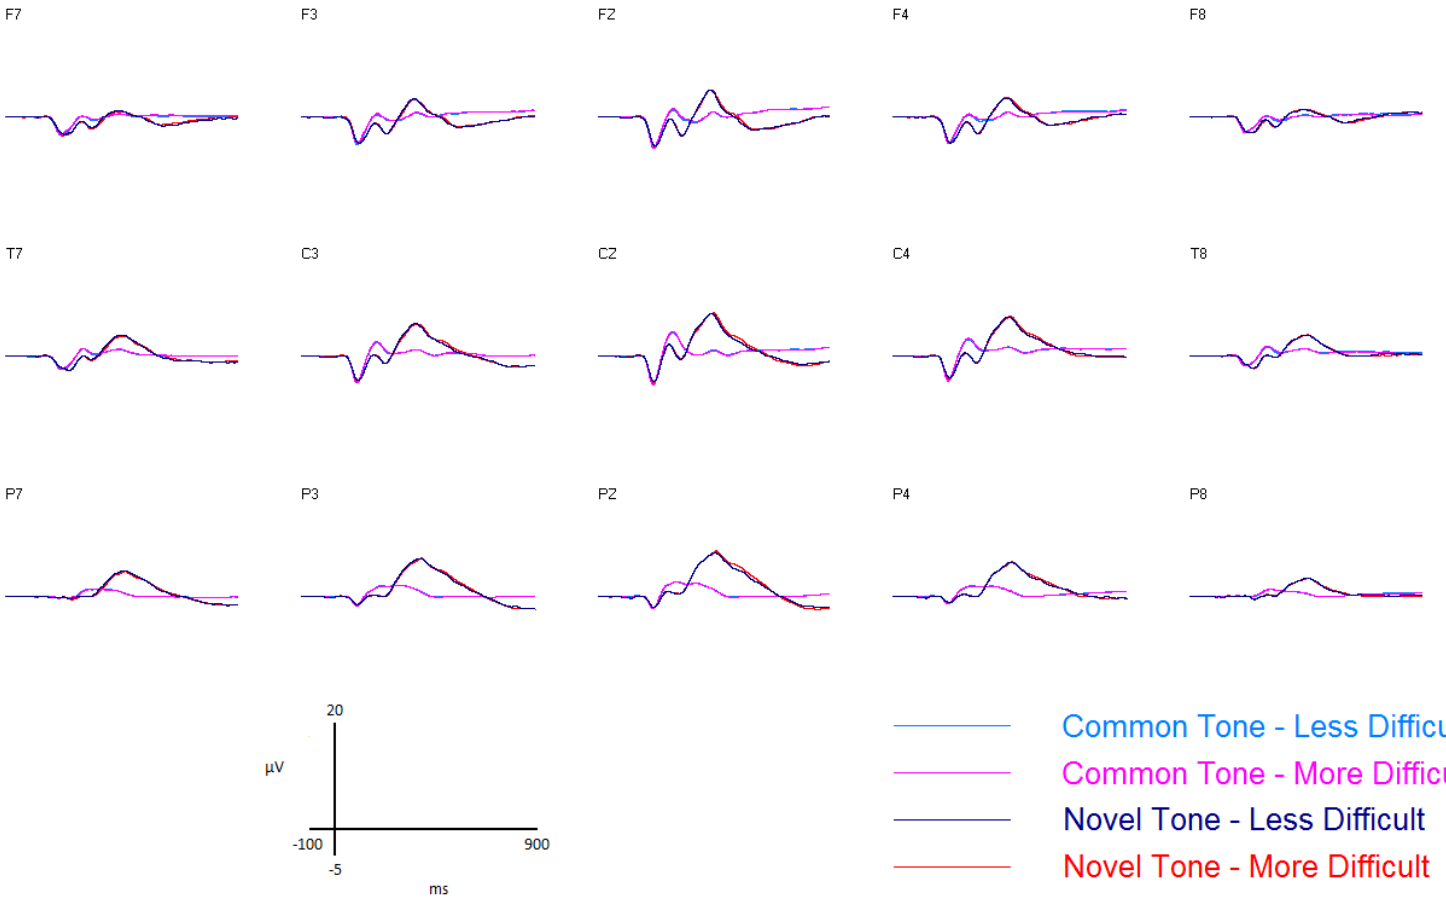 F7 F3 FZ F4 F8
T7 C3 CZ C4 T8
P7 P3 PZ P4 P8
20
µV
-100 900
-5
ms
Common Tone - Less Difficu
Common Tone - More Difficu
Novel Tone - Less Difficult
Novel Tone - More Difficult